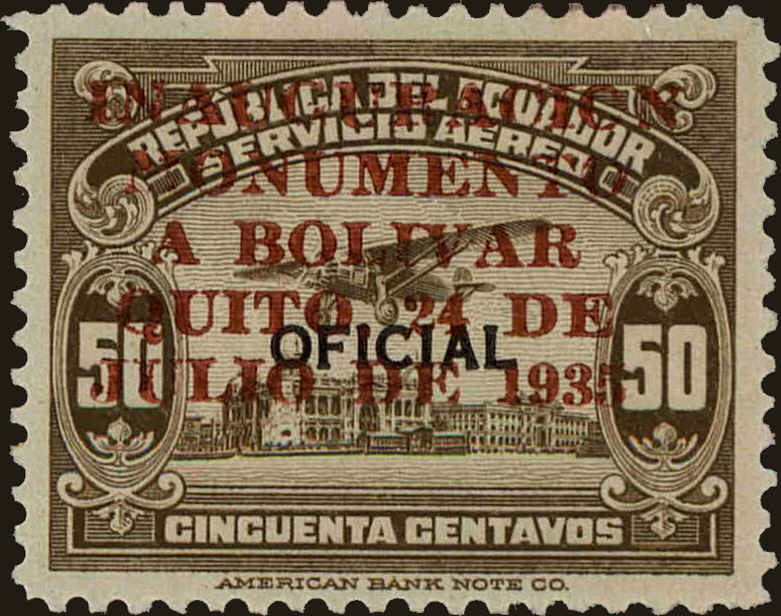 REPUBLICA DEL ECUADOR
SERVICIO AEREO
INAUGURACION
MONUMENTO
A BOLIVAR
QUITO, 24 DE
JULIO DE 1935
OFICIAL
50
50
CINCUENTA CENTAVOS
AMERICAN BANK NOTE CO.